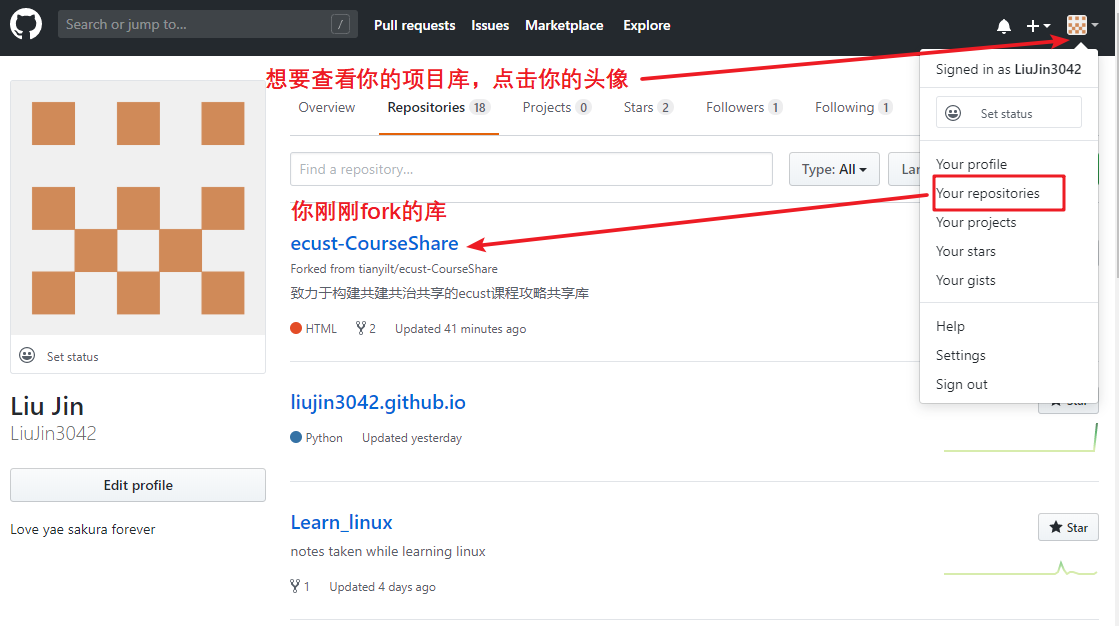 Search or jump to...
/
Pull requests Issues Marketplace Explore
想要查看你的项目库，点击你的头像
Signed in as LiuJin3042
Set status
Your profile
Your repositories
Your projects
Your stars
Your gists
Help
Settings
Sign out
Overview Repositories 18 Projects 0 Stars 2 Followers 1 Following 1
Find a repository... Type: All
你刚刚fork的库
ecust-CourseShare
Forked from tianyilt/ecust-CourseShare
致力于构建共建共治共享的ecust课程攻略共享库
HTML 2 Updated 41 minutes ago
Set status
Liu Jin
LiuJin3042
Edit profile
Love yae sakura forever
liujin3042.github.io
Python Updated yesterday
Learn_linux
Star
notes taken while learning linux
1 Updated 4 days ago